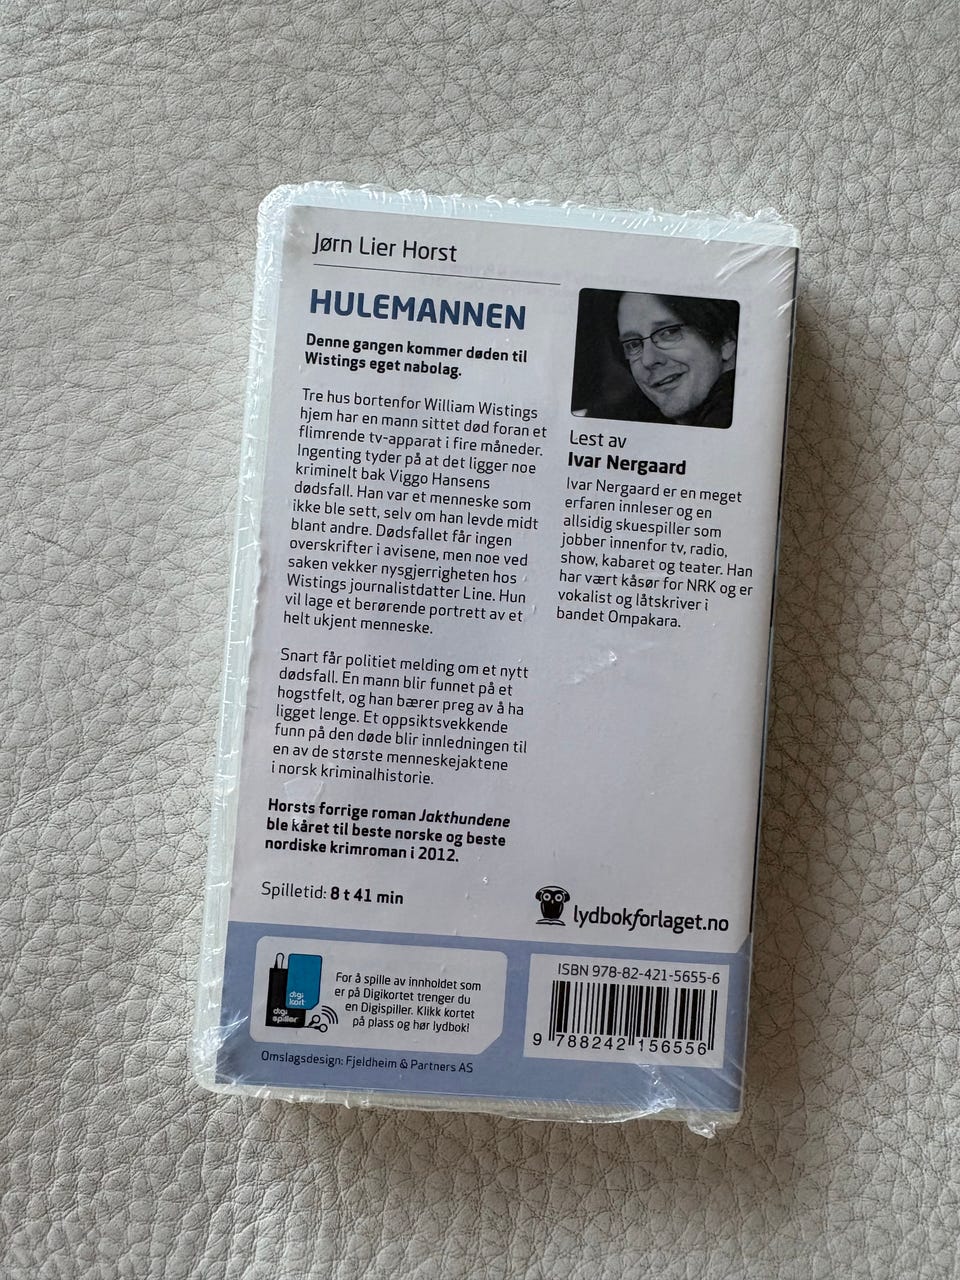 Jørn Lier Horst
HULEMANNEN
Denne gangen kommer døden til
Wistings eget nabolag.
Tre hus bortenfor William Wistings
hjem har en mann sittet død foran et
flimrende tv-apparat i fire måneder.
Ingenting tyder på at det ligger noe
kriminelt bak Viggo Hansens
dødsfall. Han var et menneske som
ikke ble sett, selv om han levde midt
blant andre. Dødsfallet får ingen
overskrifter i avisene, men noe ved
saken vekker nysgjerrigheten hos
Wistings journalistdatter Line. Hun
vil lage et berørende portrett av et
helt ukjent menneske.
Snart får politiet melding om et nytt
dødsfall. En mann blir funnet på et
hogstfelt, og han bærer preg av å ha
ligget lenge. Et oppsiktsvekkende
funn på den døde blir innledningen til
en av de største menneskejaktene
i norsk kriminalhistorie.
Horsts forrige roman Jakthundene
ble kåret til beste norske og beste
nordiske krimroman i 2012.
Spilletid: 8 t 41 min
Lest av
Ivar Nergaard
Ivar Nergaard er en meget
erfaren innleser og en
allsidig skuespiller som
jobber innenfor tv, radio,
show, kabaret og teater. Han
har vært kåsør for NRK og er
vokalist og låtskriver i
bandet Ompakara.
lydbokforlaget.no
digi
kort
digi
spiller
For å spille av innholdet som
er på Digikortet trenger du
en Digispiller. Klikk kortet
på plass og hør lydbok!
Omslagsdesign: Fjeldheim & Partners AS
ISBN 978-82-421-5655-6
9 788242 156556